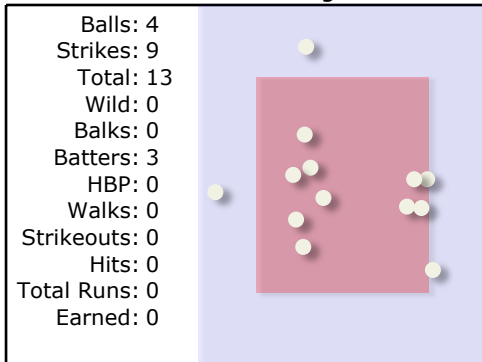 Balls: 4
Strikes: 9
Total: 13
Wild: 0
Balks: 0
Batters: 3
HBP: 0
Walks: 0
Strikeouts: 0
Hits: 0
Total Runs: 0
Earned: 0